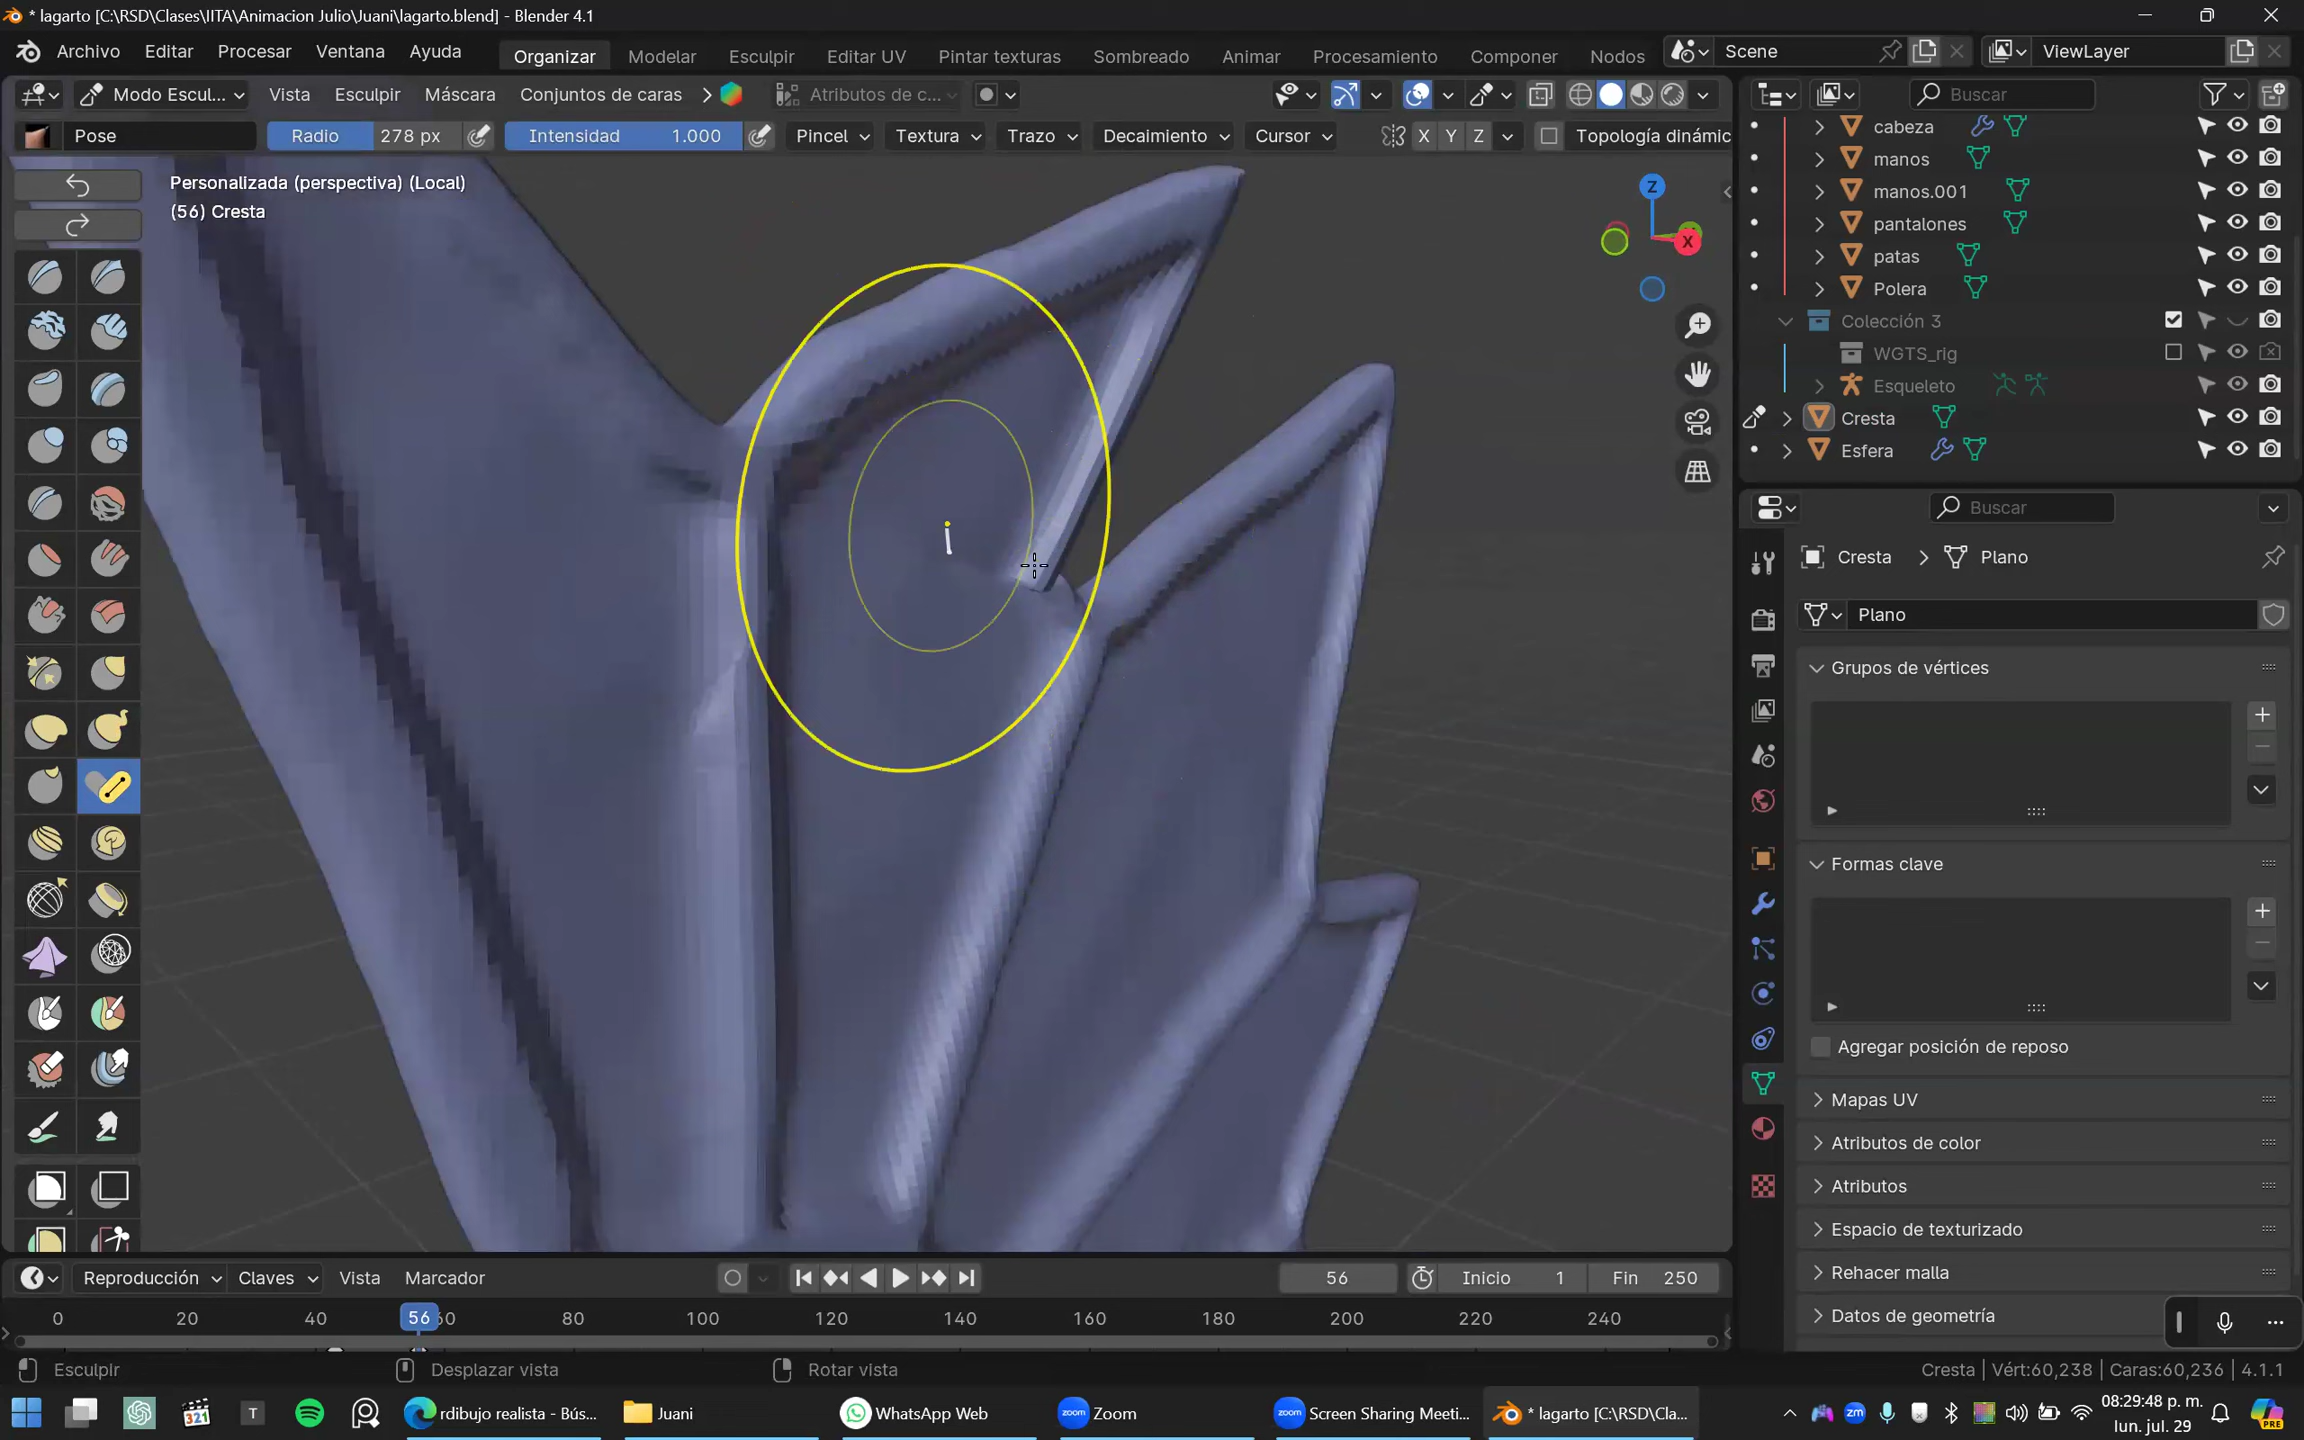 * lagarto [C:\RSD\Clases\IITA\Animacion Julio\Juani\lagarto.blend] - Blender 4.1
Archivo Editar Procesar Ventana Ayuda Organizar Modelar Esculpir Editar UV Pintar texturas Sombreado Animar Procesamiento Componer Nodos Scene ViewLayer
Modo Escul... Vista Esculpir Máscara Conjuntos de caras Atributos de c... Buscar
Pose Radio 278 px Intensidad 1.000 Pincel Textura Trazo Decaimiento Cursor X Y Z Topología dinámic
Personalizada (perspectiva) (Local)
(56) Cresta
Z
X
cabeza
manos
manos.001
pantalones
patas
Polera
Colección 3
WGTS_rig
Esqueleto
Cresta
Esfera
Buscar
Cresta Plano
Plano
Grupos de vértices
Formas clave
Agregar posición de reposo
Mapas UV
Atributos de color
Atributos
Espacio de texturizado
Rehacer malla
Datos de geometría
Reproducción Claves Vista Marcador 56 Inicio 1 Fin 250
0 20 40 56 60 80 100 120 140 160 180 200 220 240
Esculpir Desplazar vista Rotar vista Cresta | Vért:60,238 | Caras:60,236 | 4.1.1
321 T rdibujo realista - Bús... Juani WhatsApp Web zoom Zoom zoom Screen Sharing Meeti... * lagarto [C:\RSD\Cla... zm 08:29:48 p. m.
lun. jul. 29
PRE